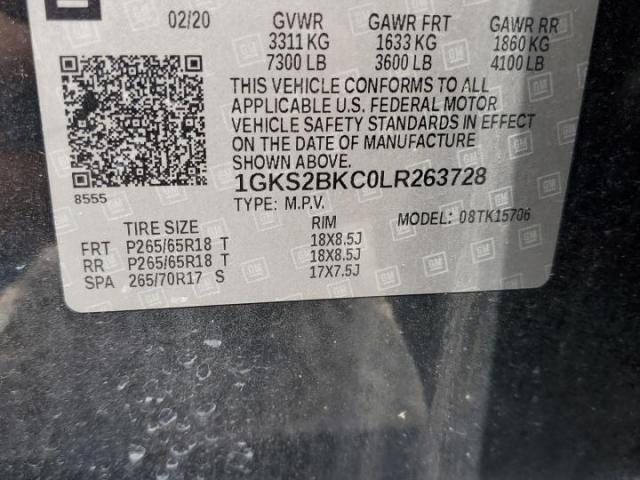 02/20 GVWR GAWR FRT GAWR RR
3311 KG 1633 KG 1860 KG
7300 LB 3600 LB 4100 LB
THIS VEHICLE CONFORMS TO ALL
APPLICABLE U.S. FEDERAL MOTOR
VEHICLE SAFETY STANDARDS IN EFFECT
ON THE DATE OF MANUFACTURE
SHOWN ABOVE.
8555
1GKS2BKC0LR263728
TYPE: M.P.V. MODEL: 08TK15706
TIRE SIZE RIM
FRT P265/65R18 T 18X8.5J
RR P265/65R18 T 18X8.5J
SPA 265/70R17 S 17X7.5J